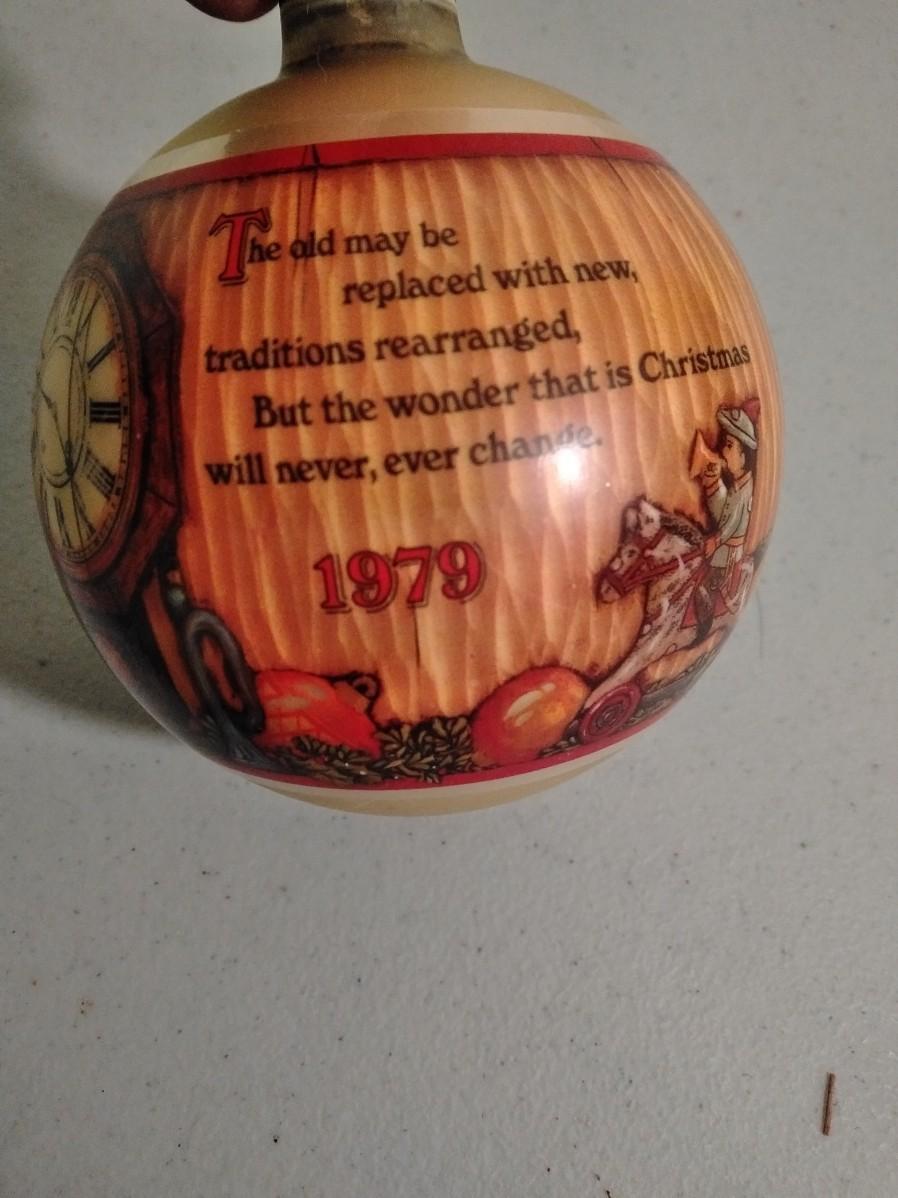 The old may be
replaced with new,
traditions rearranged,
But the wonder that is Christmas
will never, ever change.
1979